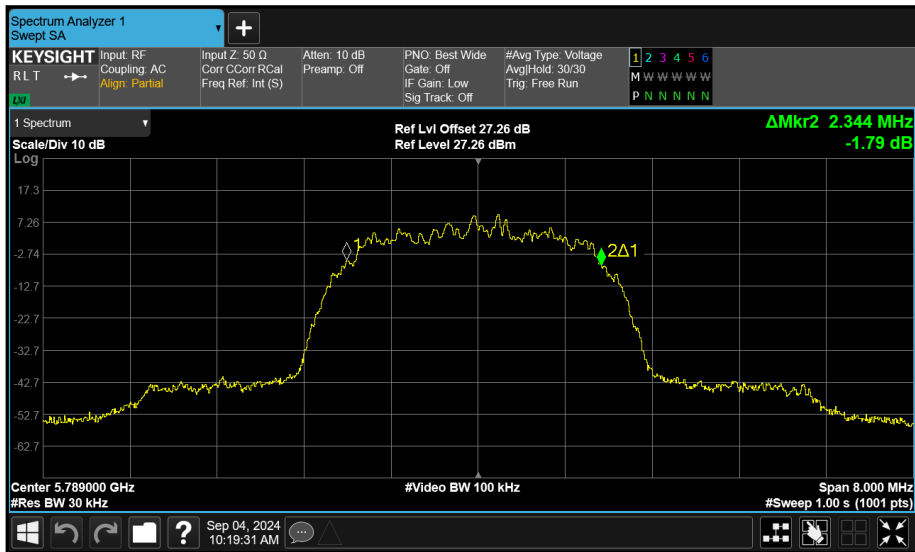 Spectrum Analyzer 1
Swept SA
+
KEYSIGHT
R L T
LXI
Input: RF
Coupling: AC
Align: Partial
Input Z: 50 Ω
Corr CCorr RCal
Freq Ref: Int (S)
Atten: 10 dB
Preamp: Off
PNO: Best Wide
Gate: Off
IF Gain: Low
Sig Track: Off
#Avg Type: Voltage
Avg|Hold: 30/30
Trig: Free Run
1 2 3 4 5 6
M W W W W W
P N N N N N
1 Spectrum
Scale/Div 10 dB
Log
Ref Lvl Offset 27.26 dB
Ref Level 27.26 dBm
ΔMkr2 2.344 MHz
-1.79 dB
17.3
7.26
-2.74
-12.7
-22.7
-32.7
-42.7
-52.7
-62.7
1
2Δ1
Center 5.789000 GHz
#Res BW 30 kHz
#Video BW 100 kHz
Span 8.000 MHz
#Sweep 1.00 s (1001 pts)
?
Sep 04, 2024
10:19:31 AM